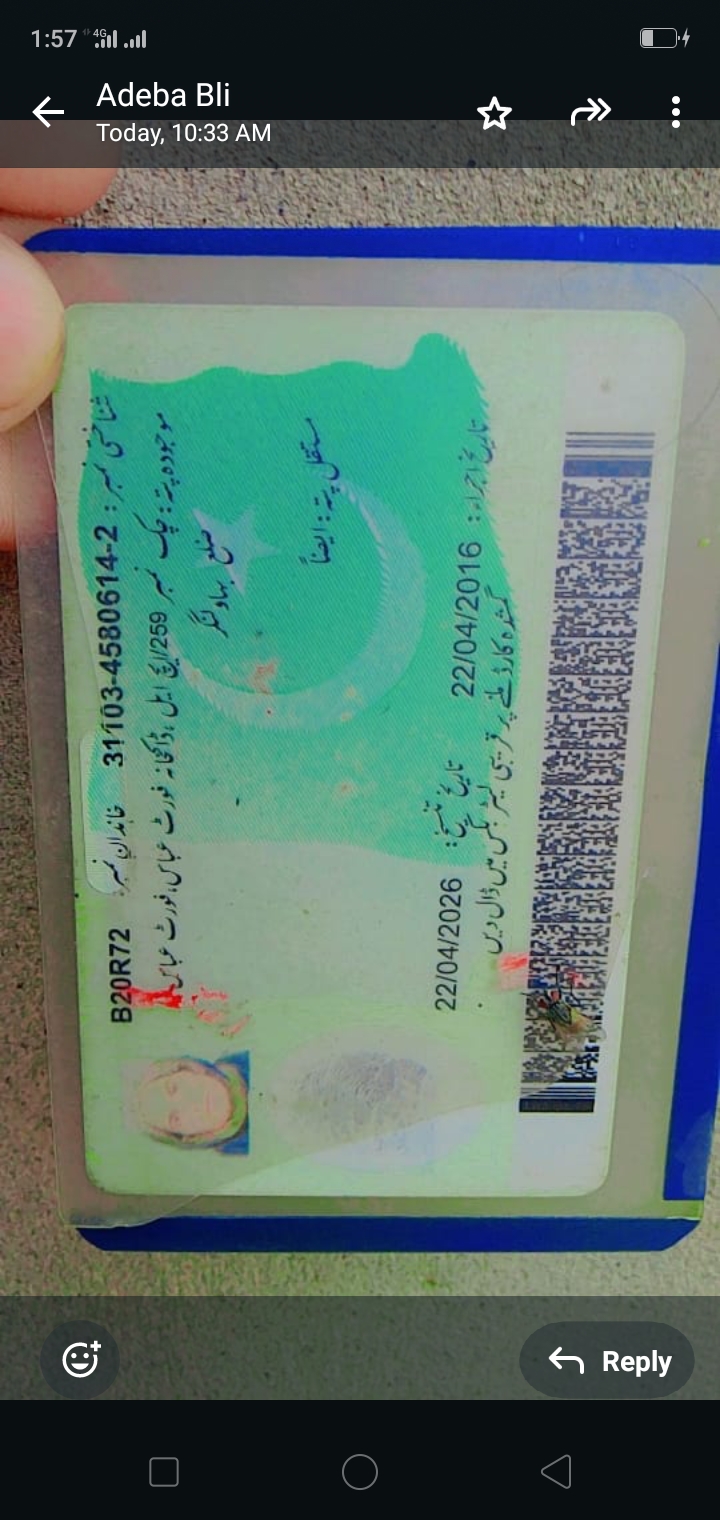 1:57 4G
Adeba Bli
Today, 10:33 AM
شناختی نمبر: 31103-4580614-2 خاندان نمبر: B20R72
موجودہ پتہ: چک نمبر 259/ایچ ایل، ڈاکخانہ فورٹ عباس، فورٹ عباس
ضلع بہاولنگر
مستقل پتہ: ایضاً
تاریخ اجراء: 22/04/2016 تاریخ تنسیخ: 22/04/2026
گمشدہ کارڈ ملنے پر قریبی لیٹر بکس میں ڈال دیں
Reply